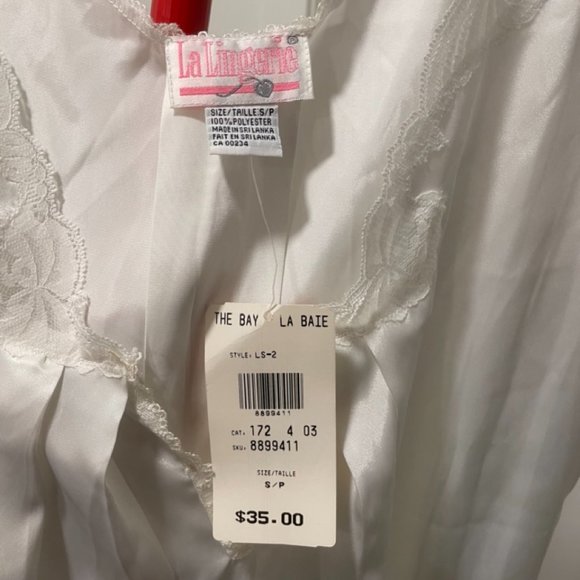 La Lingerie ®
SIZE/TAILLE.S/P
100% POLYESTER
MADE IN SRI LANKA
FAIT EN SRI LANKA
CA 00234
THE BAY LA BAIE
STYLE: LS-2
8899411
CAT: 172 4 03
SKU: 8899411
SIZE/TAILLE
S/P
$35.00